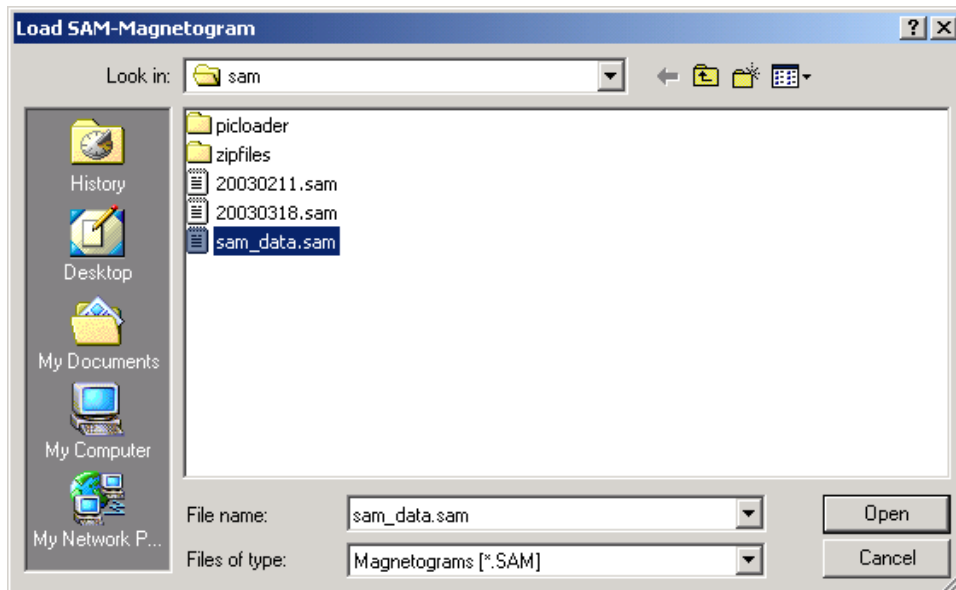 Load SAM-Magnetogram
Look in: sam
picloader
zipfiles
20030211.sam
20030318.sam
sam_data.sam
History
Desktop
My Documents
My Computer
My Network P...
File name: sam_data.sam Open
Files of type: Magnetograms [*.SAM] Cancel